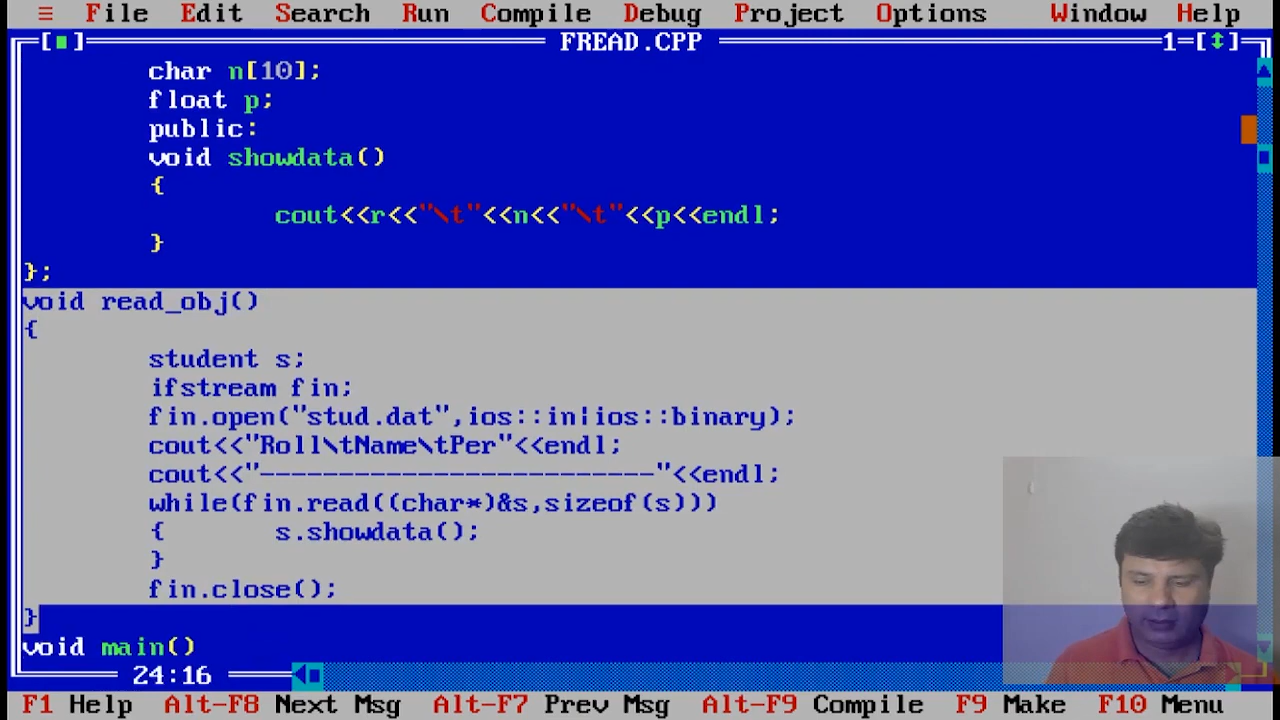 ≡ File Edit Search Run Compile Debug Project Options Window Help
[■] FREAD.CPP 1=[↕]
char n[10];
float p;
public:
void showdata()
{
cout<<r<<"\t"<<n<<"\t"<<p<<endl;
}
};
void read_obj()
{
student s;
ifstream fin;
fin.open("stud.dat",ios::in|ios::binary);
cout<<"Roll\tName\tPer"<<endl;
cout<<"-------------------------"<<endl;
while(fin.read((char*)&s,sizeof(s)))
{ s.showdata();
}
fin.close();
}
void main()
24:16
F1 Help Alt-F8 Next Msg Alt-F7 Prev Msg Alt-F9 Compile F9 Make F10 Menu